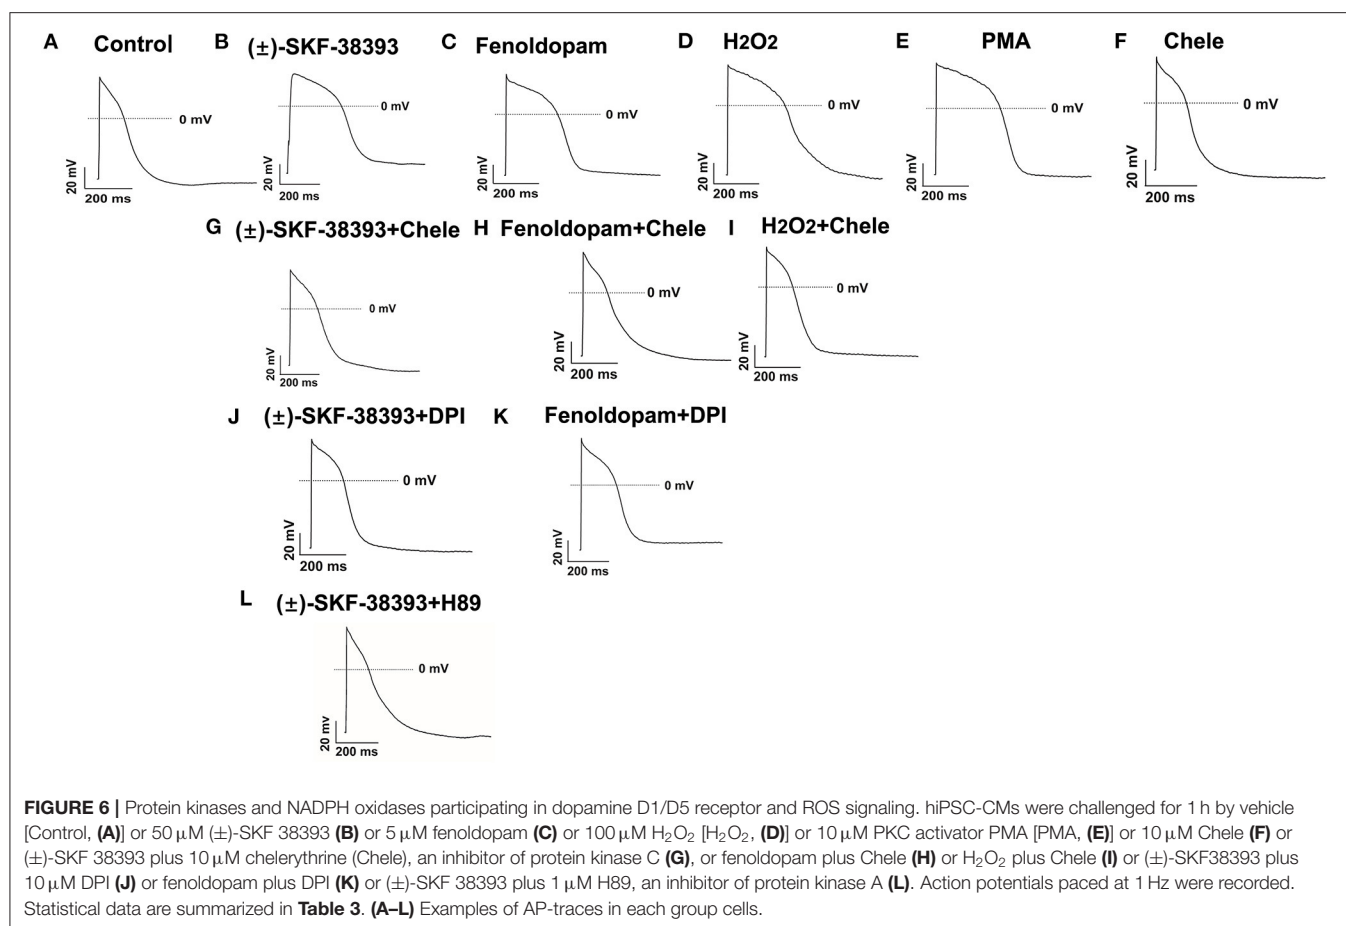 A Control B (±)-SKF-38393 C Fenoldopam D H2O2 E PMA F Chele
0 mV 0 mV 0 mV 0 mV 0 mV 0 mV
20 mV 20 mV 20 mV 20 mV 20 mV 20 mV
200 ms 200 ms 200 ms 200 ms 200 ms 200 ms
G (±)-SKF-38393+Chele H Fenoldopam+Chele I H2O2+Chele
0 mV 0 mV 0 mV
20 mV 20 mV 20 mV
200 ms 200 ms 200 ms
J (±)-SKF-38393+DPI K Fenoldopam+DPI
0 mV 0 mV
20 mV 20 mV
200 ms 200 ms
L (±)-SKF-38393+H89
0 mV
20 mv
200 ms
FIGURE 6 | Protein kinases and NADPH oxidases participating in dopamine D1/D5 receptor and ROS signaling. hiPSC-CMs were challenged for 1 h by vehicle
[Control, (A)] or 50 µM (±)-SKF 38393 (B) or 5 µM fenoldopam (C) or 100 µM H₂O₂ [H₂O₂, (D)] or 10 µM PKC activator PMA [PMA, (E)] or 10 µM Chele (F) or
(±)-SKF 38393 plus 10 µM chelerythrine (Chele), an inhibitor of protein kinase C (G), or fenoldopam plus Chele (H) or H₂O₂ plus Chele (I) or (±)-SKF38393 plus
10 µM DPI (J) or fenoldopam plus DPI (K) or (±)-SKF 38393 plus 1 µM H89, an inhibitor of protein kinase A (L). Action potentials paced at 1 Hz were recorded.
Statistical data are summarized in Table 3. (A–L) Examples of AP-traces in each group cells.